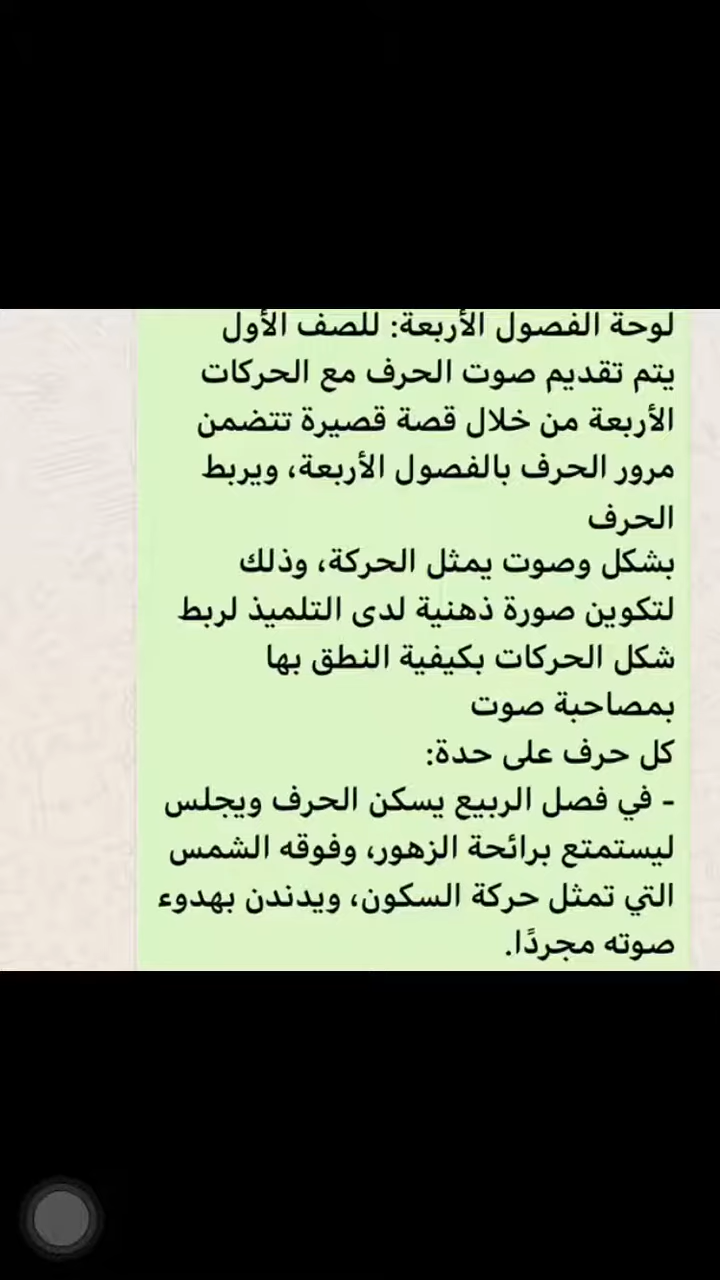 لوحة الفصول الأربعة: للصف الأول
يتم تقديم صوت الحرف مع الحركات
الأربعة من خلال قصة قصيرة تتضمن
مرور الحرف بالفصول الأربعة، ويربط
الحرف
بشكل وصوت يمثل الحركة، وذلك
لتكوين صورة ذهنية لدى التلميذ لربط
شكل الحركات بكيفية النطق بها
بمصاحبة صوت
كل حرف على حدة:
- في فصل الربيع يسكن الحرف ويجلس
ليستمتع برائحة الزهور، وفوقه الشمس
التي تمثل حركة السكون، ويدندن بهدوء
صوته مجردًا.